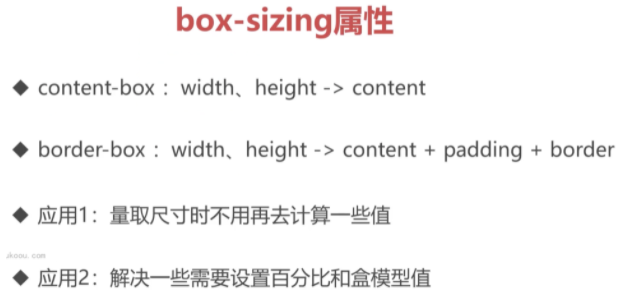 box-sizing属性
◆ content-box ：width、height -> content
◆ border-box ：width、height -> content + padding + border
◆ 应用1：量取尺寸时不用再去计算一些值
◆ 应用2：解决一些需要设置百分比和盒模型值